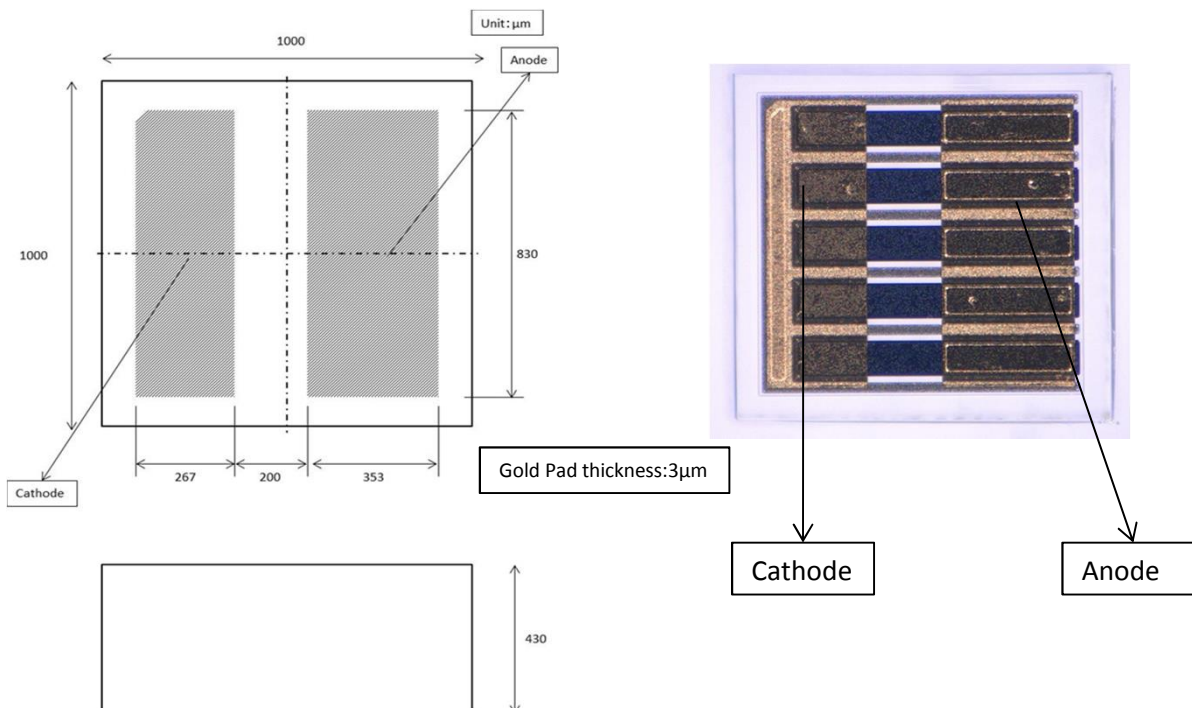 Unit:μm
1000
Anode
1000
830
267
200
353
Gold Pad thickness:3μm
Cathode
Cathode
Anode
430